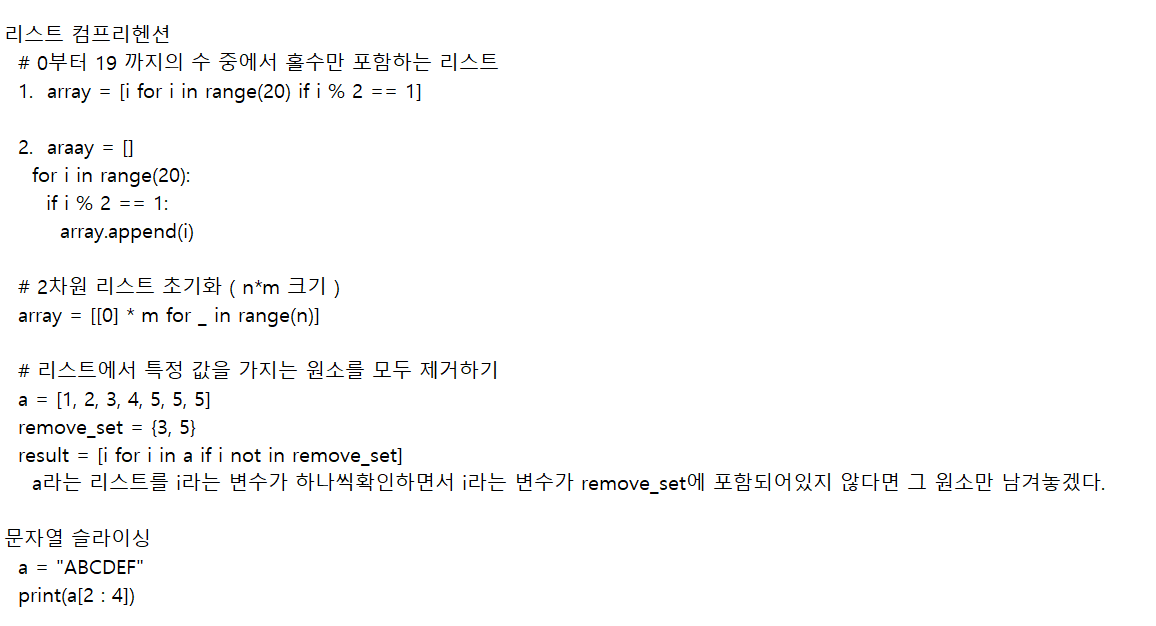 리스트 컴프리헨션
# 0부터 19 까지의 수 중에서 홀수만 포함하는 리스트
1.  array = [i for i in range(20) if i % 2 == 1]
2.  araay = []
for i in range(20):
if i % 2 == 1:
array.append(i)
# 2차원 리스트 초기화 ( n*m 크기 )
array = [[0] * m for _ in range(n)]
# 리스트에서 특정 값을 가지는 원소를 모두 제거하기
a = [1, 2, 3, 4, 5, 5, 5]
remove_set = {3, 5}
result = [i for i in a if i not in remove_set]
a라는 리스트를 i라는 변수가 하나씩확인하면서 i라는 변수가 remove_set에 포함되어있지 않다면 그 원소만 남겨놓겠다.
문자열 슬라이싱
a = "ABCDEF"
print(a[2 : 4])